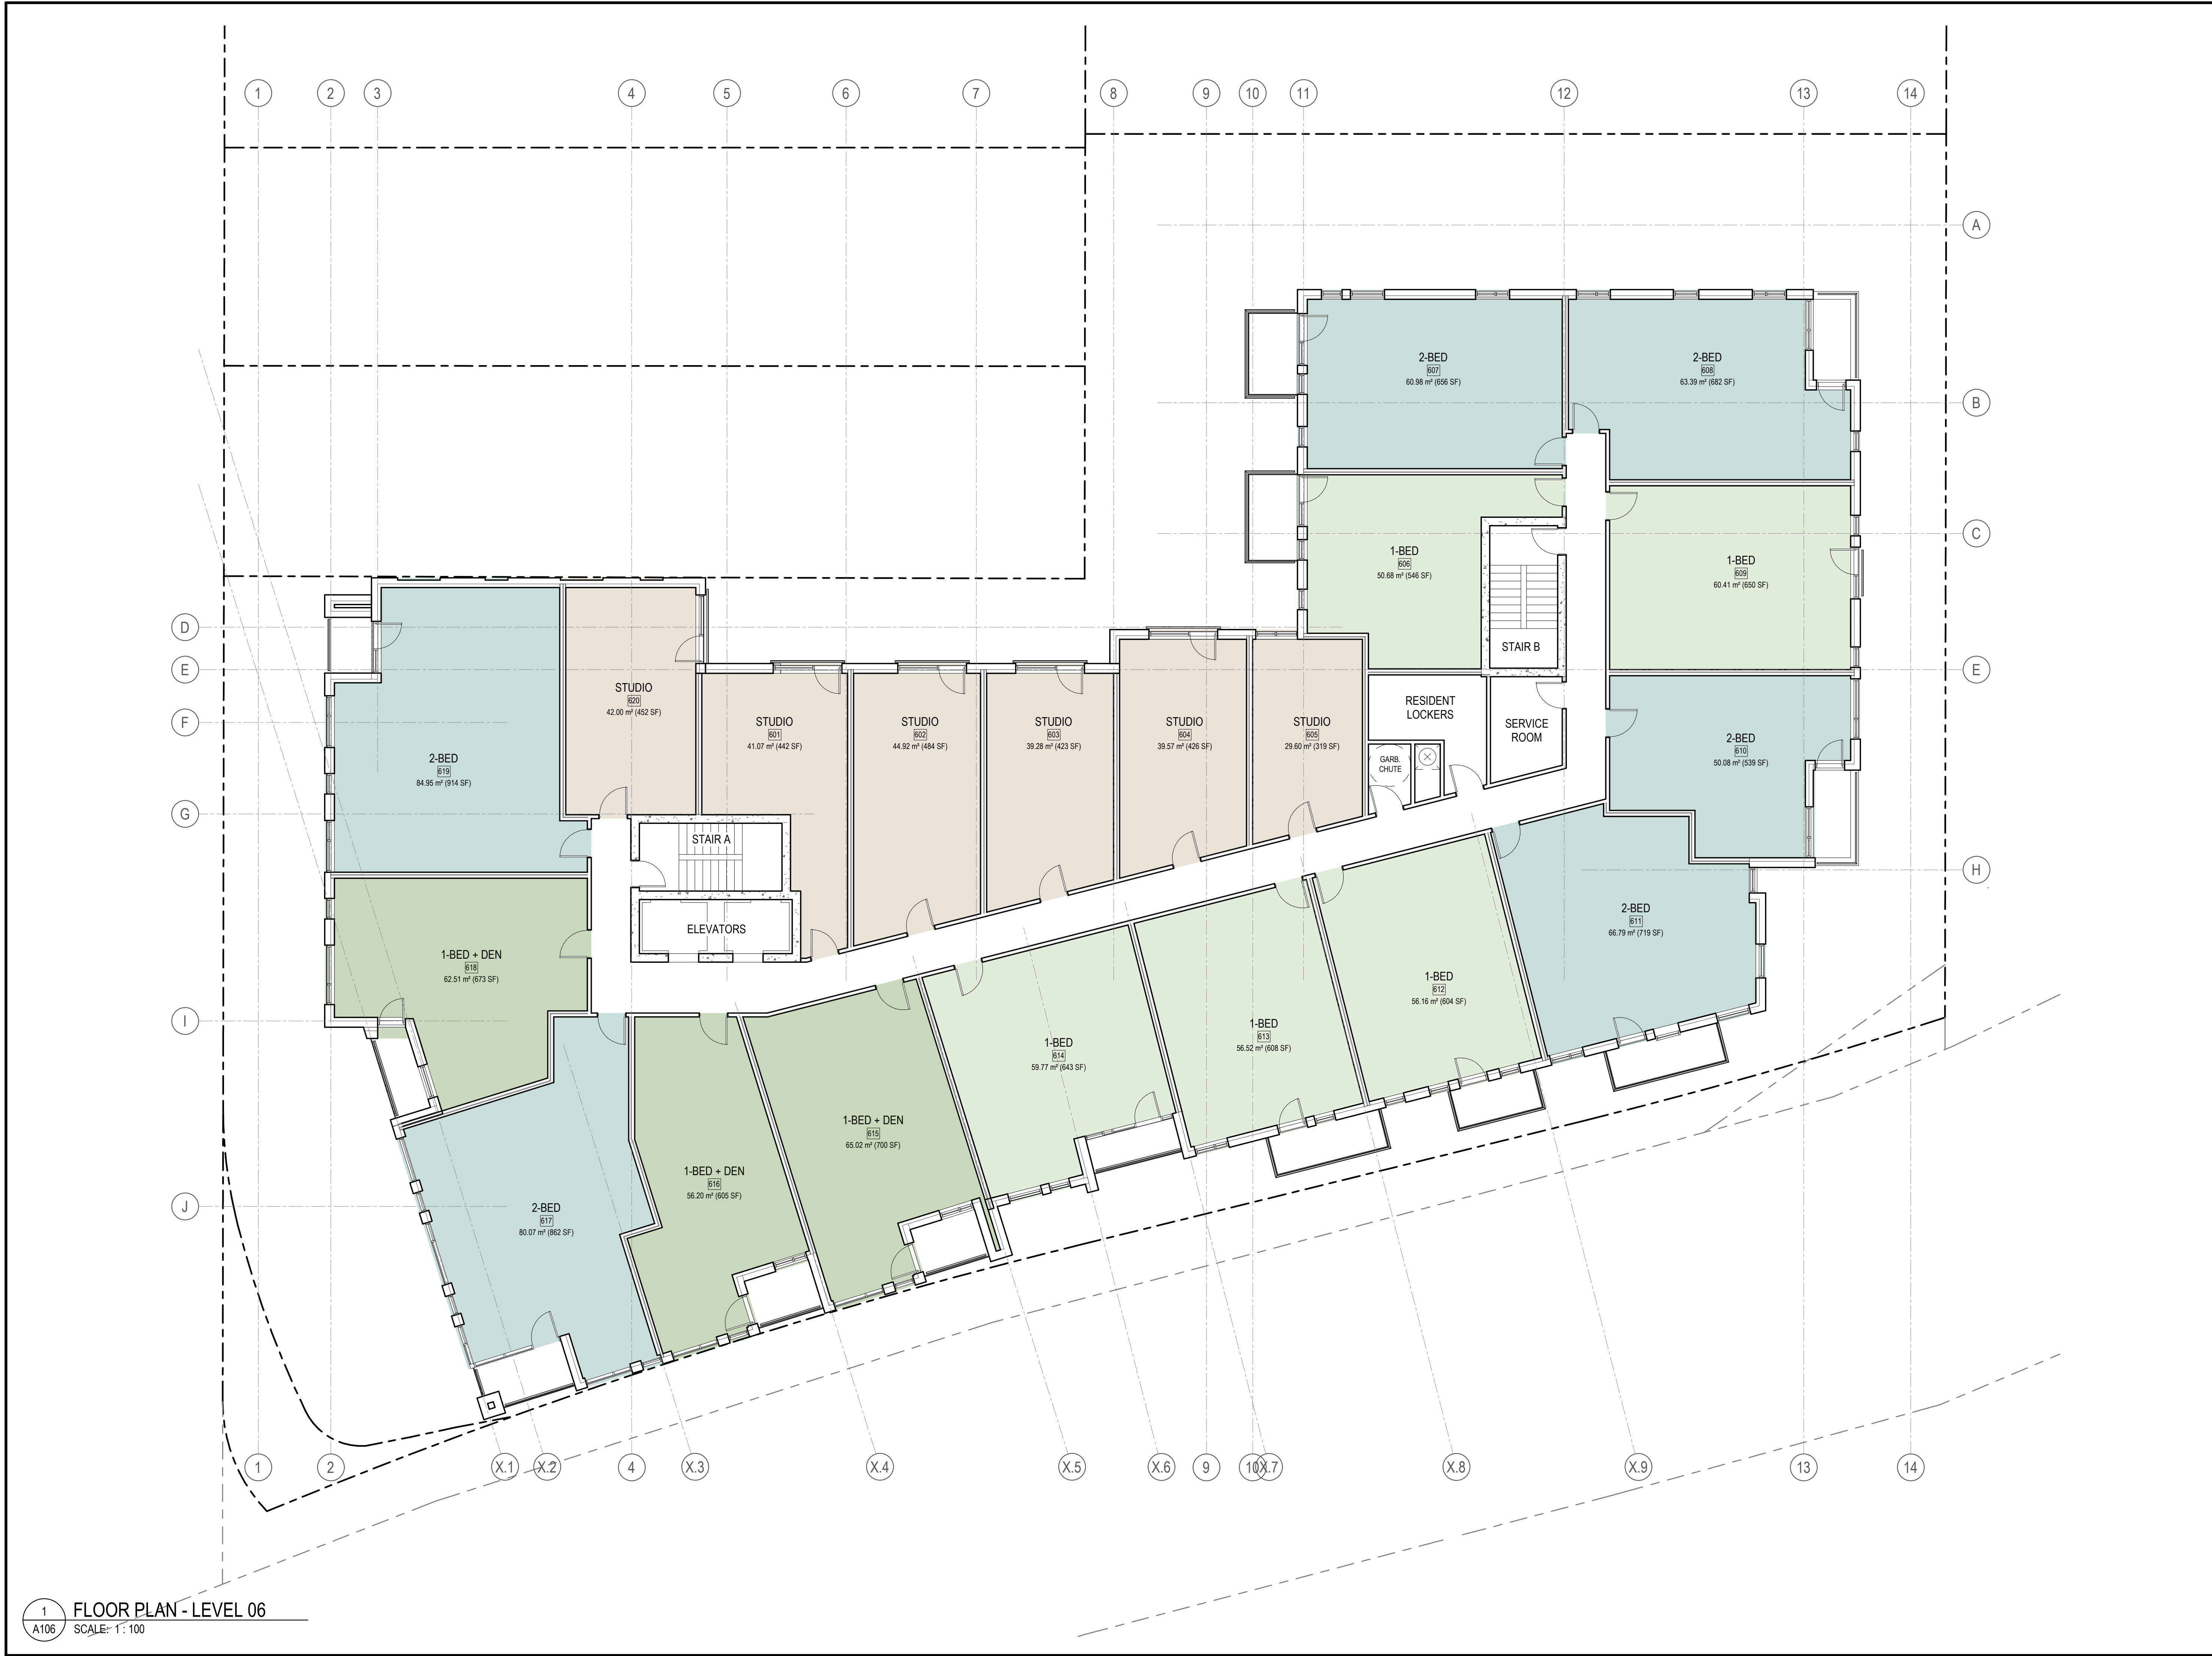 1 2 3 4 5 6 7 8 9 10 11 12 13 14
A
2-BED
607
60.98 m² (656 SF)
2-BED
608
63.39 m² (682 SF)
B
C
1-BED
606
50.68 m² (546 SF)
1-BED
609
60.41 m² (650 SF)
STAIR B
D
E
E
STUDIO
620
42.00 m² (452 SF)
STUDIO
601
41.07 m² (442 SF)
STUDIO
602
44.92 m² (484 SF)
STUDIO
603
39.28 m² (423 SF)
STUDIO
604
39.57 m² (426 SF)
STUDIO
605
29.60 m² (319 SF)
RESIDENT
LOCKERS
SERVICE
ROOM
GARB.
CHUTE
F
2-BED
619
84.95 m² (914 SF)
2-BED
610
50.08 m² (539 SF)
G
STAIR A
H
ELEVATORS
2-BED
611
66.79 m² (719 SF)
1-BED + DEN
618
62.51 m² (673 SF)
1-BED
612
56.16 m² (604 SF)
I
1-BED
613
56.52 m² (608 SF)
1-BED
614
59.77 m² (643 SF)
1-BED + DEN
615
65.02 m² (700 SF)
1-BED + DEN
616
56.20 m² (605 SF)
J
2-BED
617
80.07 m² (862 SF)
1 2 X.1 X.2 4 X.3 X.4 X.5 X.6 9 10 X.7 X.8 X.9 13 14
1
A106
FLOOR PLAN - LEVEL 06
SCALE: 1 : 100